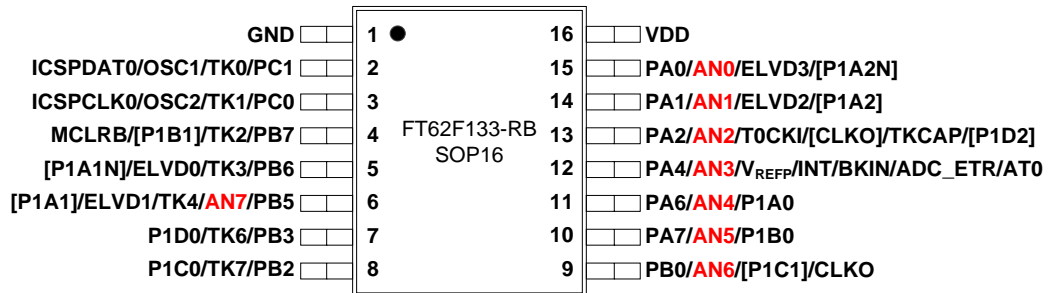 GND 1 16 VDD
ICSPDAT0/OSC1/TK0/PC1 2 15 PA0/AN0/ELVD3/[P1A2N]
ICSPCLK0/OSC2/TK1/PC0 3 14 PA1/AN1/ELVD2/[P1A2]
MCLRB/[P1B1]/TK2/PB7 4 FT62F133-RB 13 PA2/AN2/T0CKI/[CLKO]/TKCAP/[P1D2]
[P1A1N]/ELVD0/TK3/PB6 5 SOP16 12 PA4/AN3/VREFP/INT/BKIN/ADC_ETR/AT0
[P1A1]/ELVD1/TK4/AN7/PB5 6 11 PA6/AN4/P1A0
P1D0/TK6/PB3 7 10 PA7/AN5/P1B0
P1C0/TK7/PB2 8 9 PB0/AN6/[P1C1]/CLKO